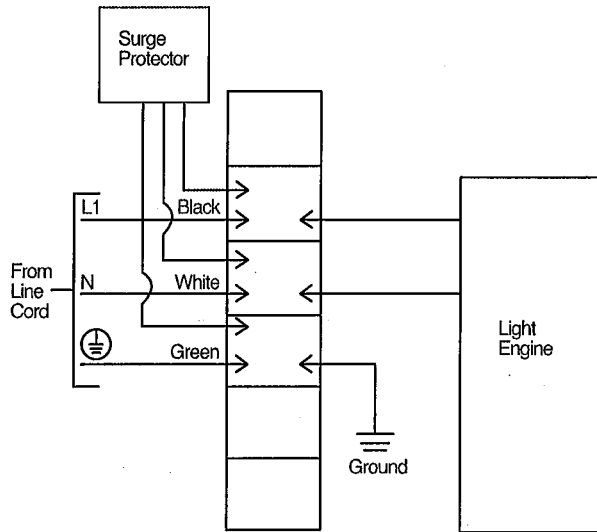 Surge
Protector
L1
Black
From
Line
Cord
N
White
Green
Light
Engine
Ground